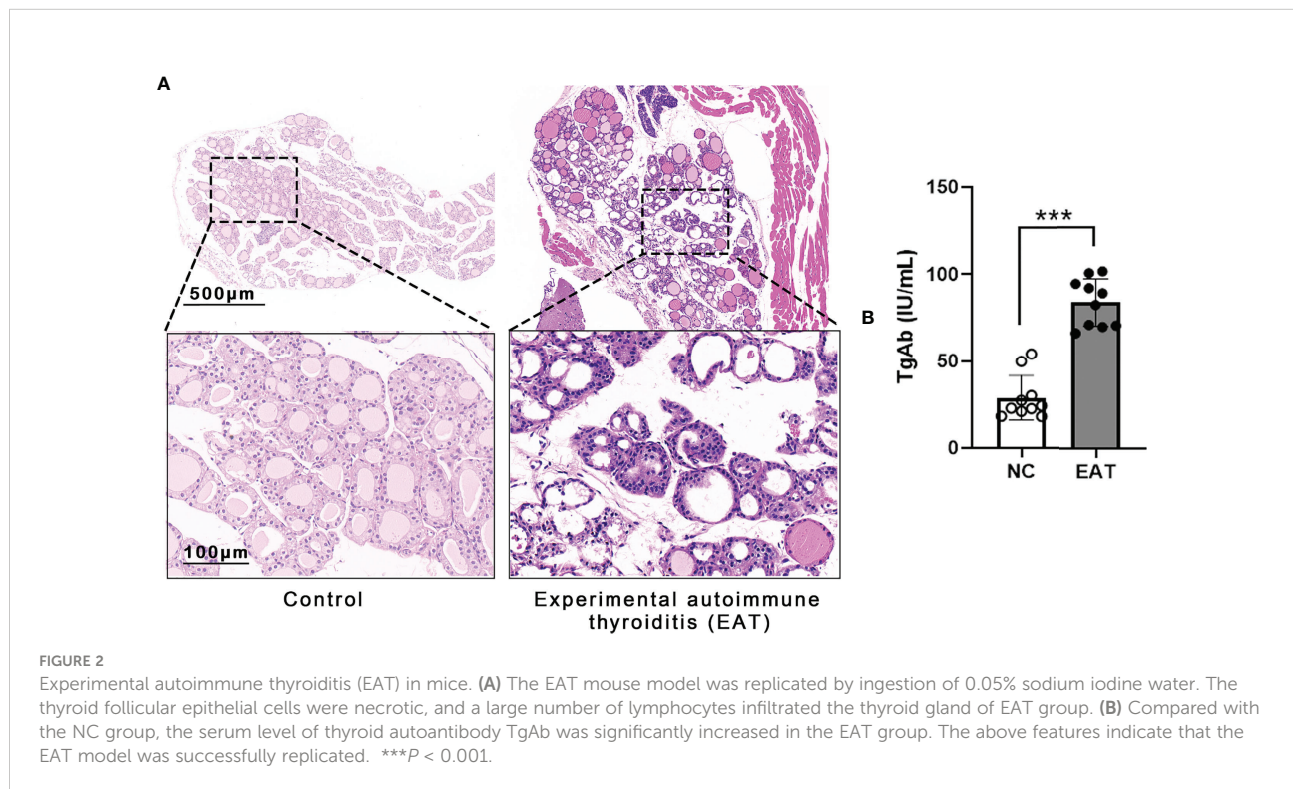 A
500μm
100μm
Control
Experimental autoimmune
thyroiditis (EAT)
B
TgAb (IU/mL)
150
100
50
0
***
NC
EAT
FIGURE 2
Experimental autoimmune thyroiditis (EAT) in mice. (A) The EAT mouse model was replicated by ingestion of 0.05% sodium iodine water. The
thyroid follicular epithelial cells were necrotic, and a large number of lymphocytes infiltrated the thyroid gland of EAT group. (B) Compared with
the NC group, the serum level of thyroid autoantibody TgAb was significantly increased in the EAT group. The above features indicate that the
EAT model was successfully replicated. ***P < 0.001.